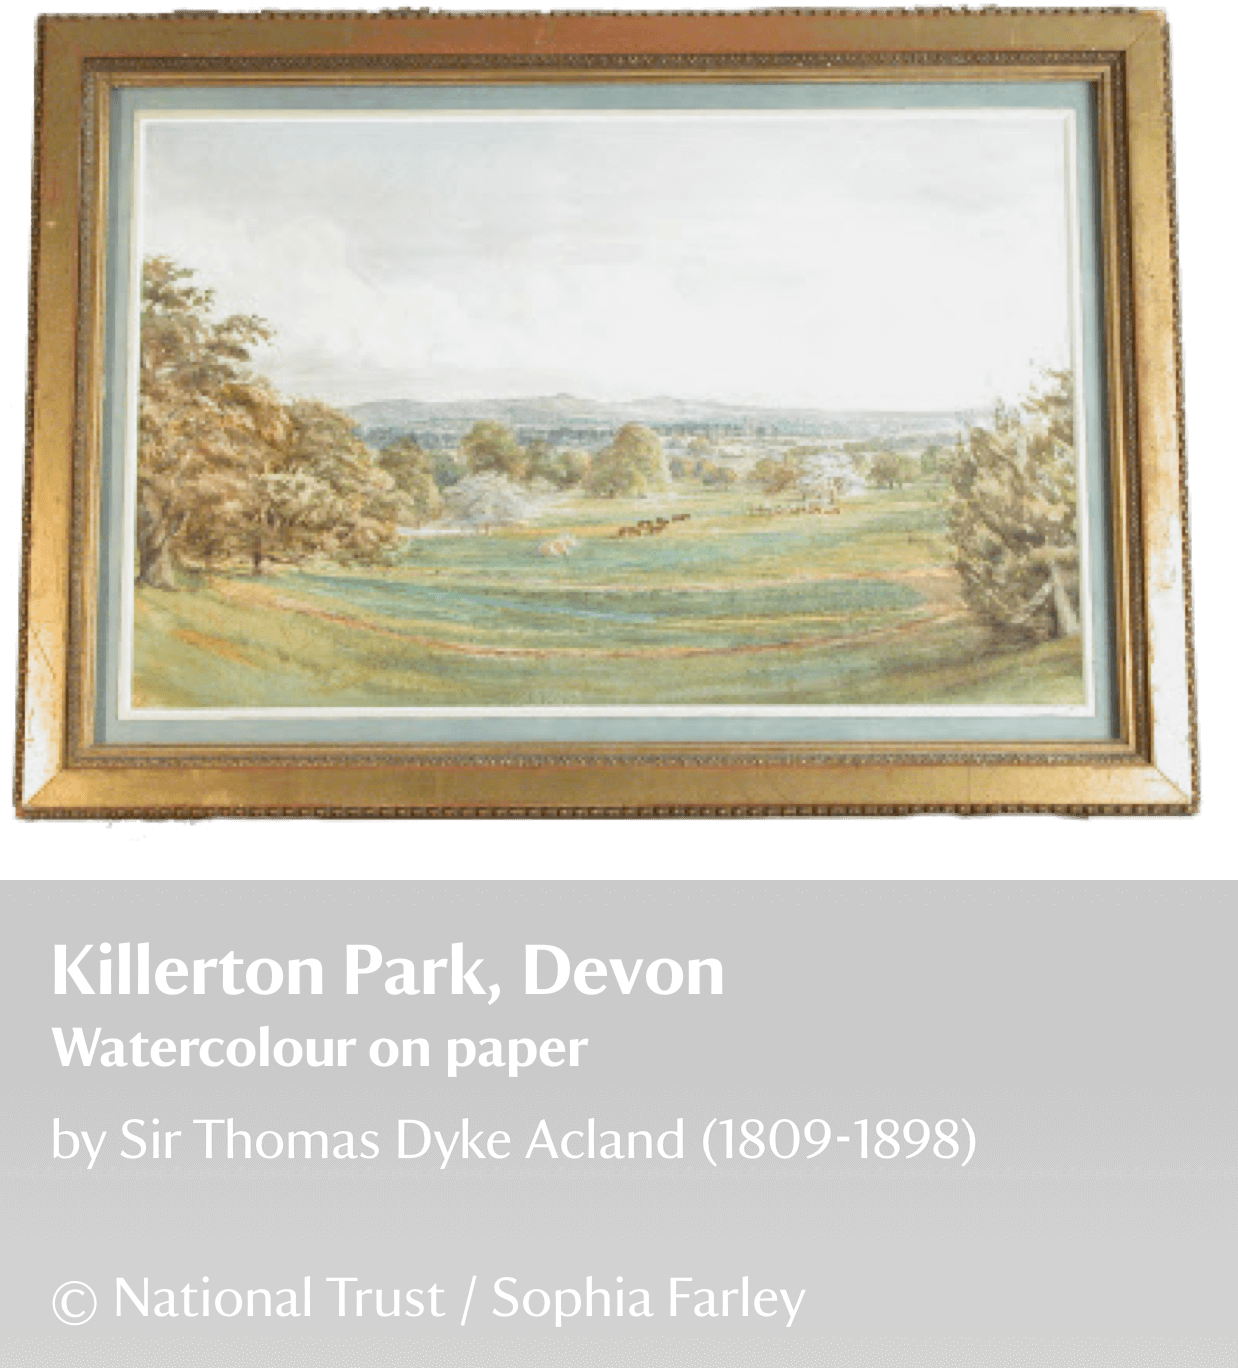 Killerton Park, Devon
Watercolour on paper
by Sir Thomas Dyke Acland (1809-1898)
© National Trust / Sophia Farley